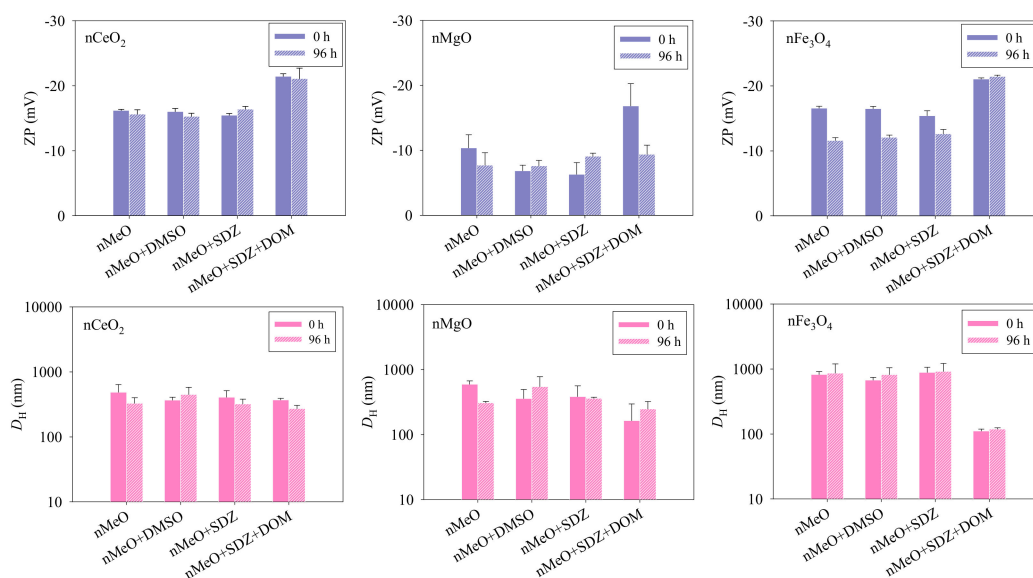 nCeO₂
0 h
96 h
ZP (mV)
-30
-20
-10
0
nMeO
nMeO+DMSO
nMeO+SDZ
nMeO+SDZ+DOM
nMgO
0 h
96 h
ZP (mV)
-30
-20
-10
0
nMeO
nMeO+DMSO
nMeO+SDZ
nMeO+SDZ+DOM
nFe₃O₄
0 h
96 h
ZP (mV)
-30
-20
-10
0
nMeO
nMeO+DMSO
nMeO+SDZ
nMeO+SDZ+DOM
nCeO₂
0 h
96 h
D_H (nm)
10000
1000
100
10
nMeO
nMeO+DMSO
nMeO+SDZ
nMeO+SDZ+DOM
nMgO
0 h
96 h
D_H (nm)
10000
1000
100
10
nMeO
nMeO+DMSO
nMeO+SDZ
nMeO+SDZ+DOM
nFe₃O₄
0 h
96 h
D_H (nm)
10000
1000
100
10
nMeO
nMeO+DMSO
nMeO+SDZ
nMeO+SDZ+DOM